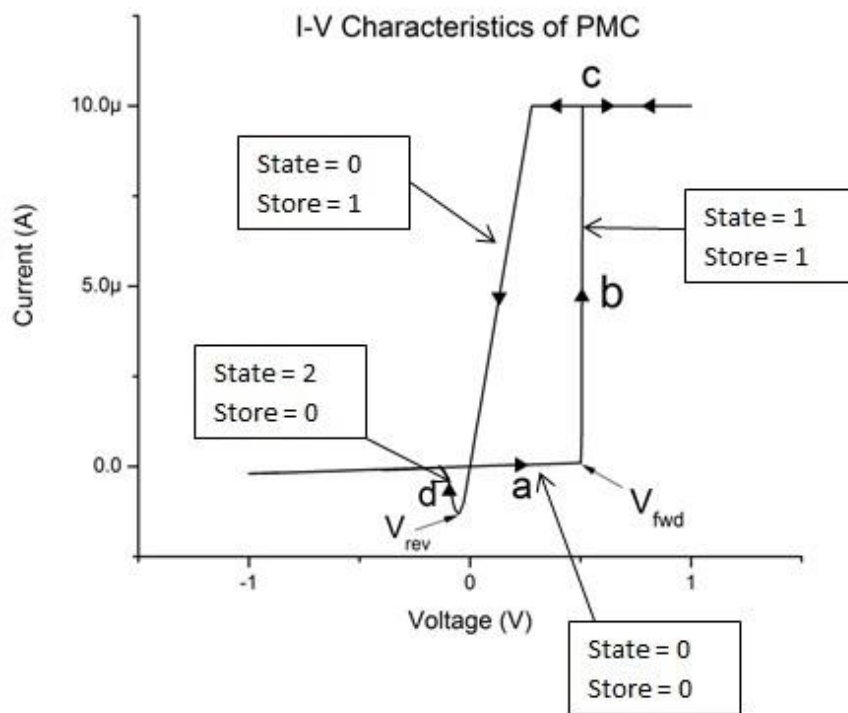 I-V Characteristics of PMC
c
10.0µ
State = 0
Store = 1
State = 1
Store = 1
Current (A)
5.0µ
b
State = 2
Store = 0
0.0
d
a
V_rev
V_fwd
-1
0
1
Voltage (V)
State = 0
Store = 0